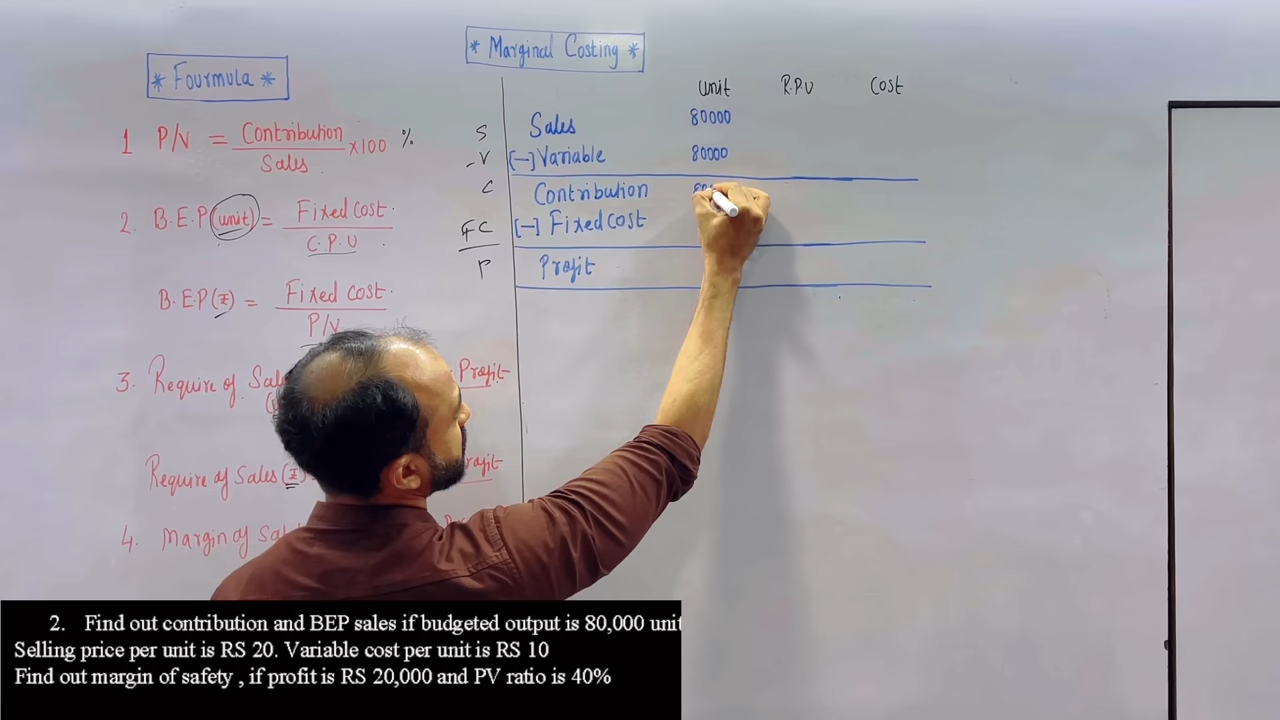 * Marginal Costing *
* Fourmula *
Unit R.P.U Cost
1 P/V = Contribution / Sales ×100 %
S Sales 80000
-V [-] Variable 80000
C Contribution
FC [-] Fixed cost
P Profit
2. B.E.P (unit) = Fixed cost. / C.P.U
B.E.P (₹) = Fixed cost. / P/V
3. Require of Sal Profit
Require of Sales (₹)
4. Margin of Sal
2. Find out contribution and BEP sales if budgeted output is 80,000 unit
Selling price per unit is RS 20. Variable cost per unit is RS 10
Find out margin of safety , if profit is RS 20,000 and PV ratio is 40%